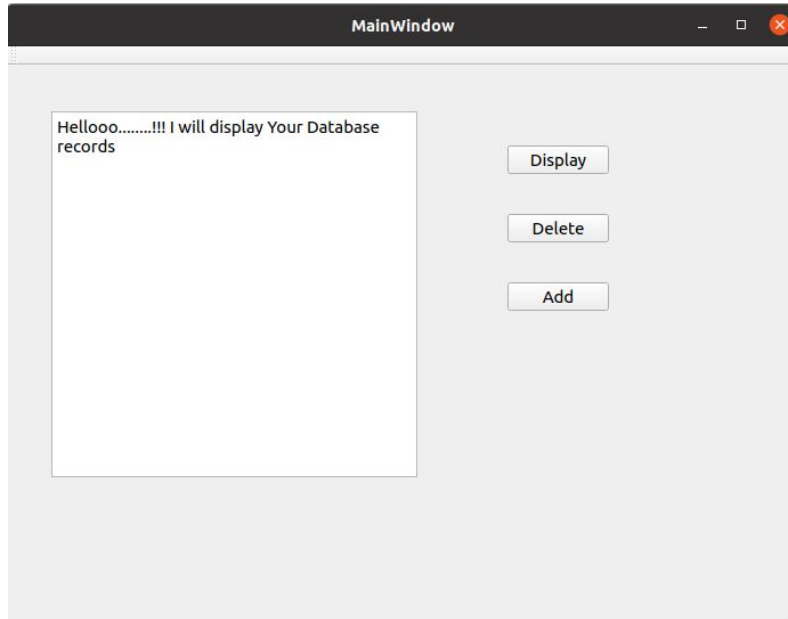 MainWindow
Hellooo........!!! I will display Your Database
records
Display
Delete
Add